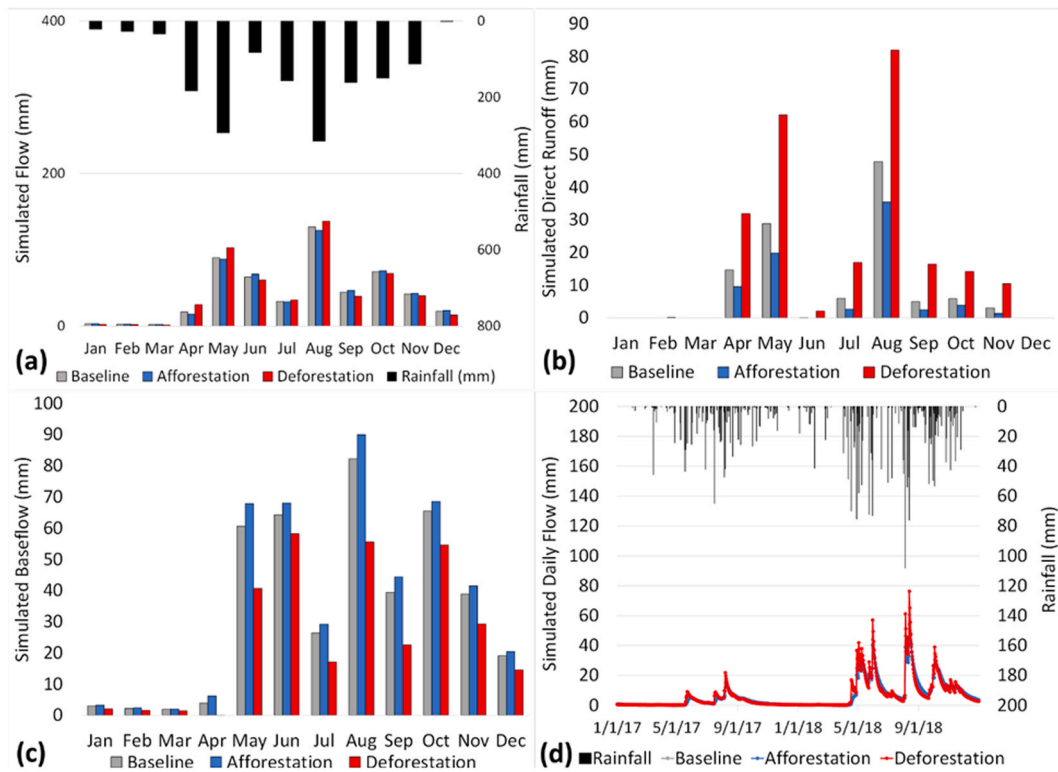 400
200
0
0
200
400
600
800
Simulated Flow (mm)
Rainfall (mm)
Jan Feb Mar Apr May Jun Jul Aug Sep Oct Nov Dec
(a)
Baseline Afforestation Deforestation Rainfall (mm)
90
80
70
60
50
40
30
20
10
0
Simulated Direct Runoff (mm)
Jan Feb Mar Apr May Jun Jul Aug Sep Oct Nov Dec
(b)
Baseline Afforestation Deforestation
100
90
80
70
60
50
40
30
20
10
0
Simulated Baseflow (mm)
Jan Feb Mar Apr May Jun Jul Aug Sep Oct Nov Dec
(c)
Baseline Afforestation Deforestation
200
180
160
140
120
100
80
60
40
20
0
Simulated Daily Flow (mm)
0
20
40
60
80
100
120
140
160
180
200
Rainfall (mm)
1/1/17 5/1/17 9/1/17 1/1/18 5/1/18 9/1/18
(d)
Rainfall Baseline Afforestation Deforestation